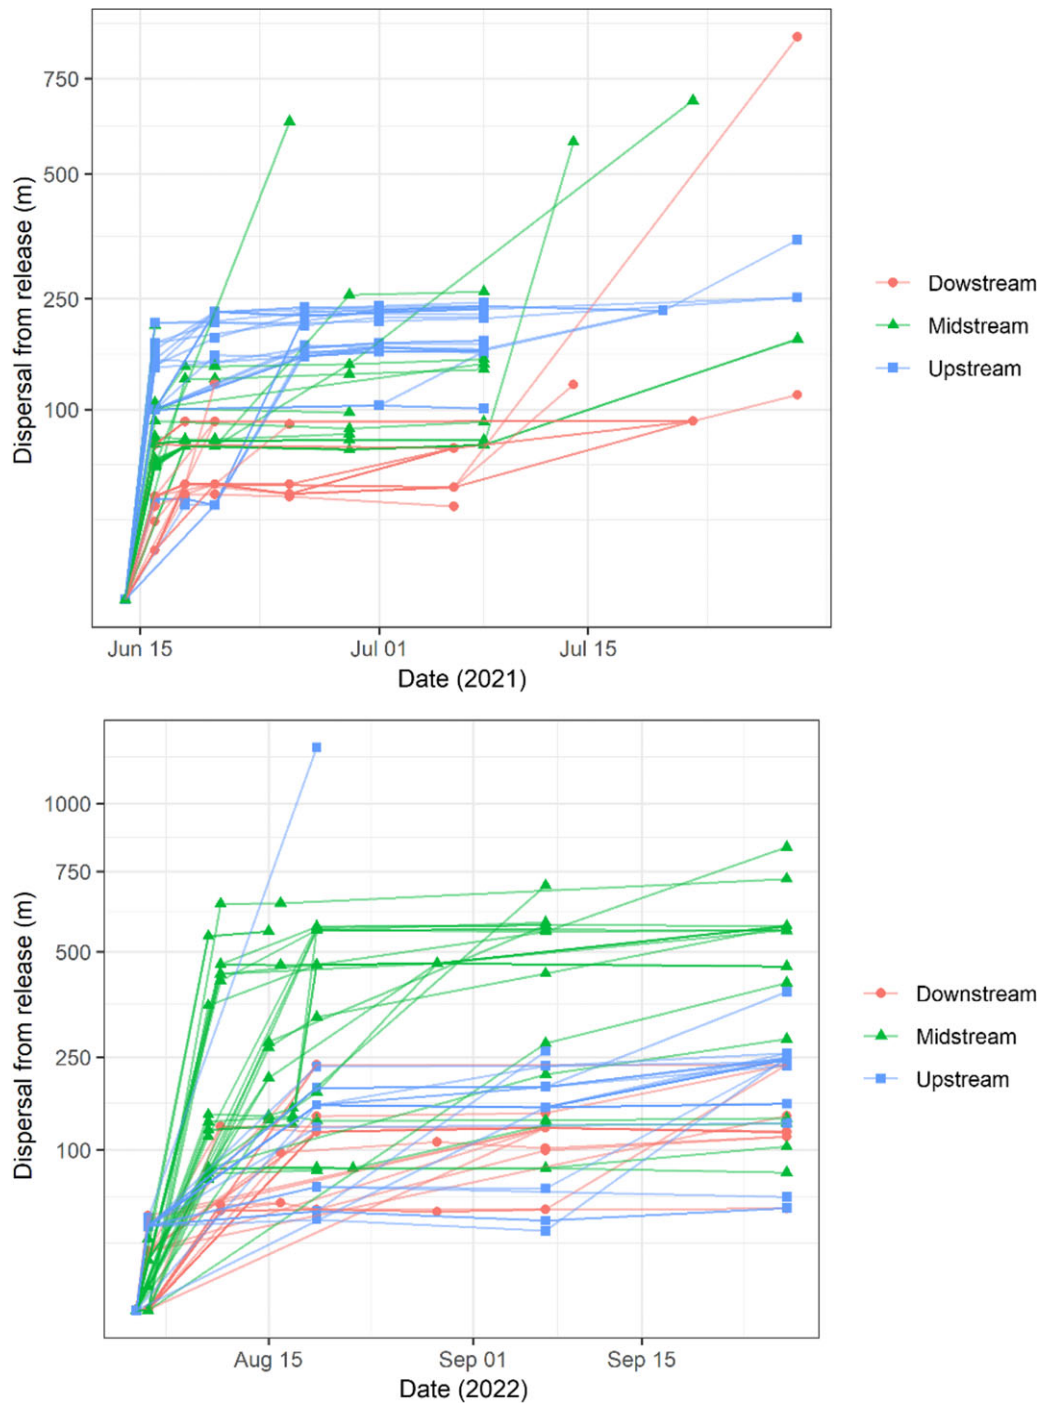 750
500
250
100
Dispersal from release (m)
Jun 15
Jul 01
Jul 15
Date (2021)
Dowstream
Midstream
Upstream
1000
750
500
250
100
Dispersal from release (m)
Aug 15
Sep 01
Sep 15
Date (2022)
Downstream
Midstream
Upstream